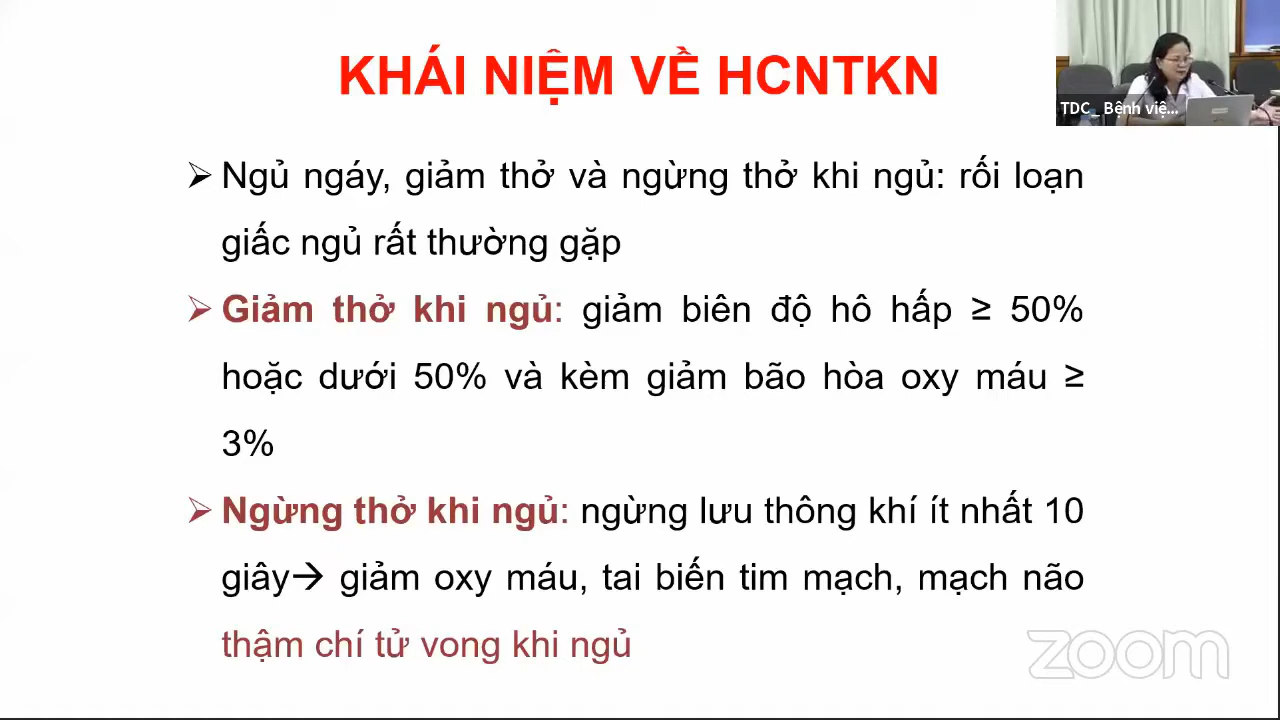 KHÁI NIỆM VỀ HCNTKN
TDC_ Bệnh việ...
➢ Ngủ ngáy, giảm thở và ngừng thở khi ngủ: rối loạn
giấc ngủ rất thường gặp
➢ Giảm thở khi ngủ: giảm biên độ hô hấp ≥ 50%
hoặc dưới 50% và kèm giảm bão hòa oxy máu ≥
3%
➢ Ngừng thở khi ngủ: ngừng lưu thông khí ít nhất 10
giây→ giảm oxy máu, tai biến tim mạch, mạch não
thậm chí tử vong khi ngủ
zoom